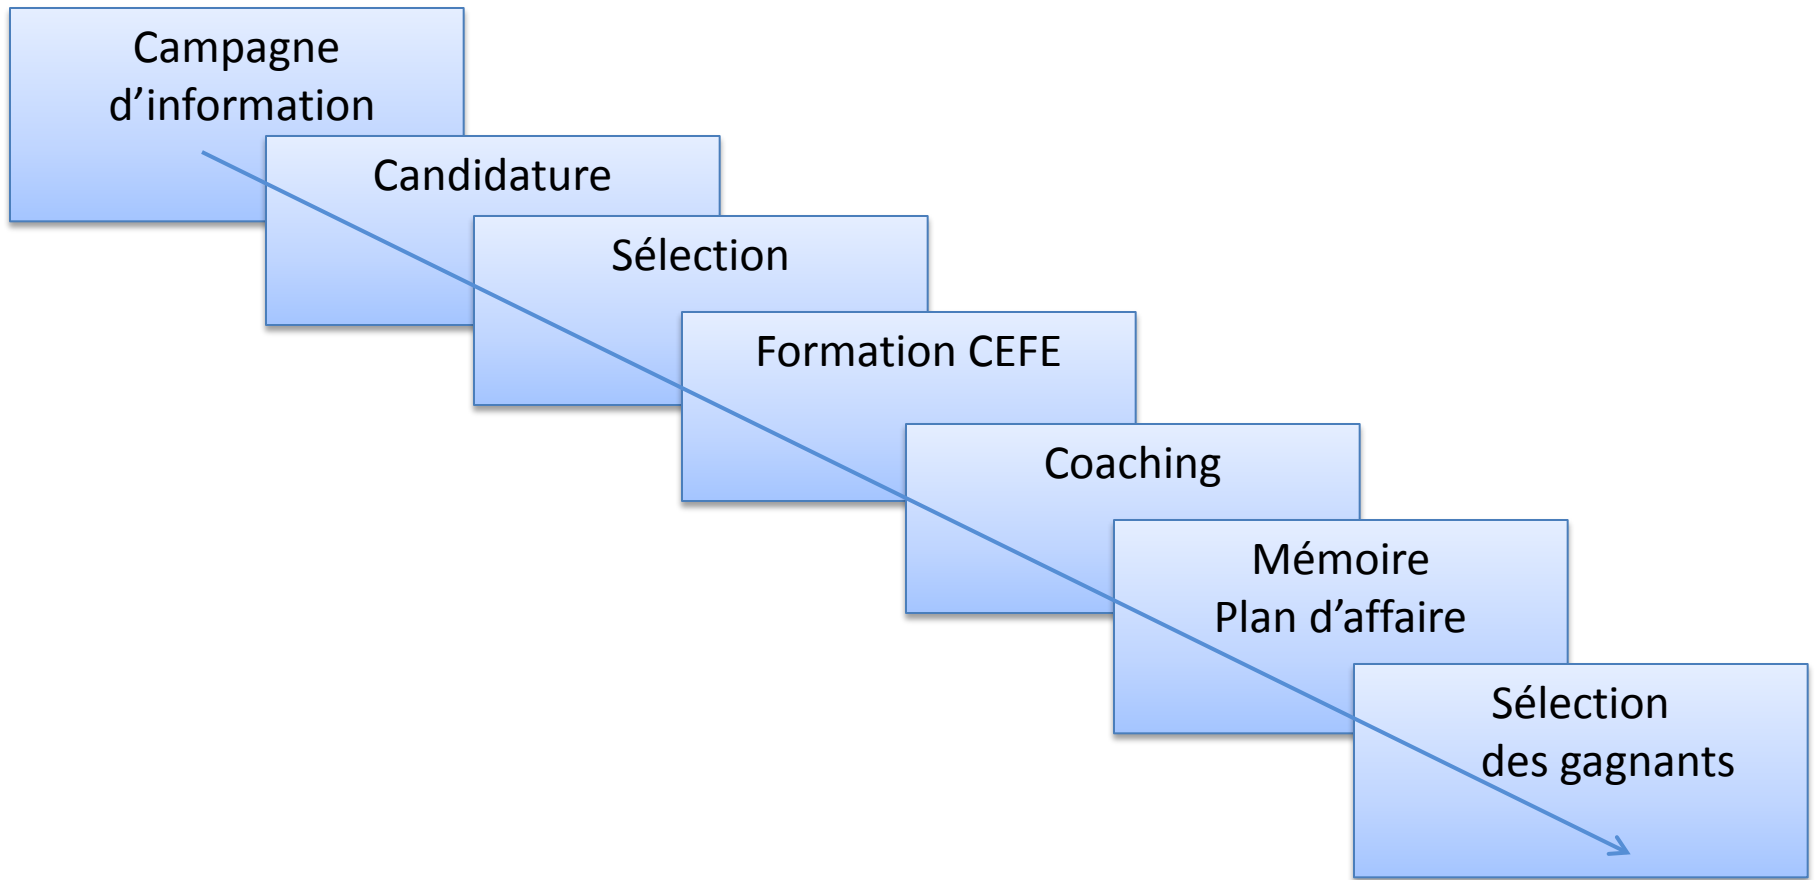 Campagne
d’information
Candidature
Sélection
Formation CEFE
Coaching
Mémoire
Plan d’affaire
Sélection
des gagnants